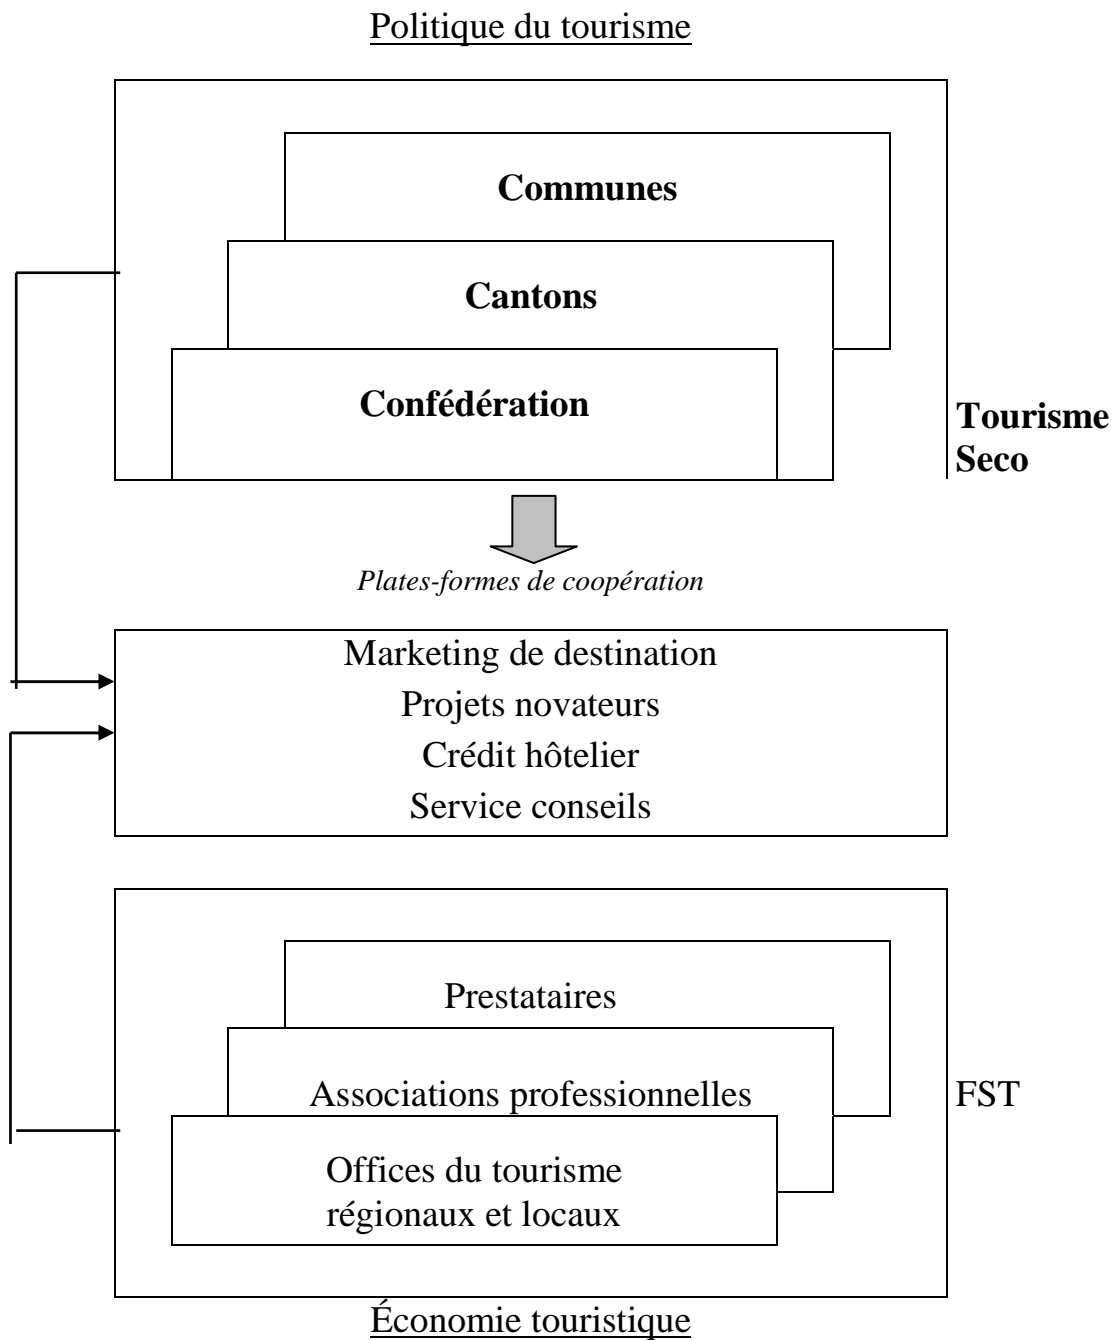 Politique du tourisme
Communes
Cantons
Confédération
Tourisme
Seco
Plates-formes de coopération
Marketing de destination
Projets novateurs
Crédit hôtelier
Service conseils
Prestataires
Associations professionnelles
FST
Offices du tourisme
régionaux et locaux
Économie touristique